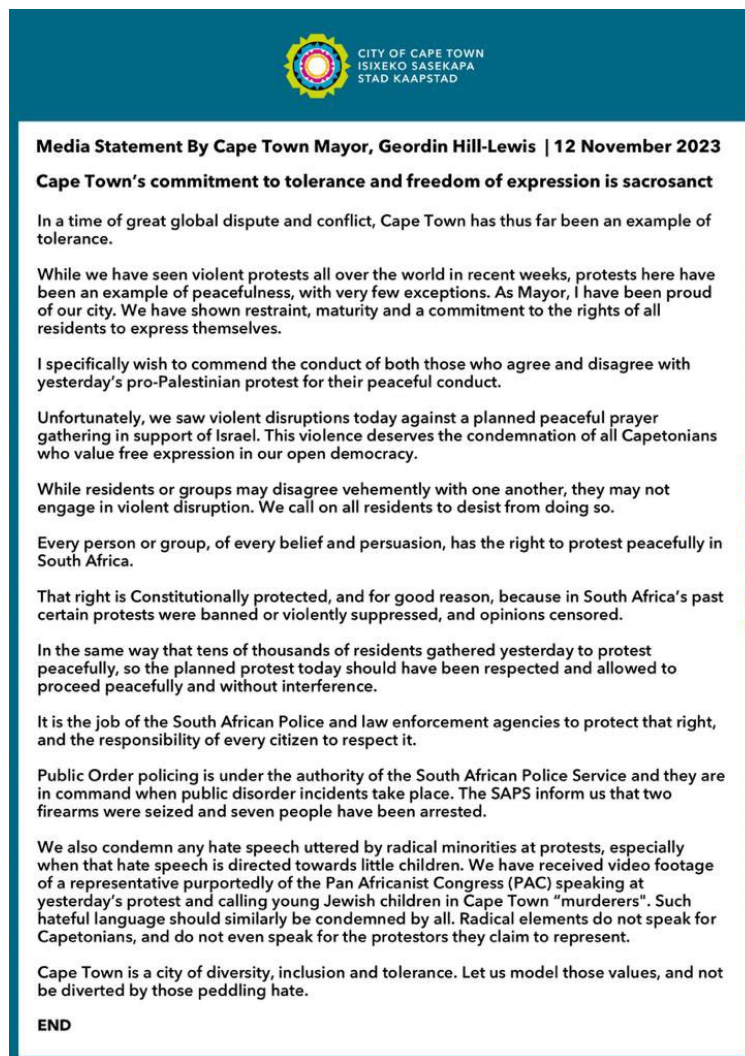 CITY OF CAPE TOWN
ISIXEKO SASEKAPA
STAD KAAPSTAD
Media Statement By Cape Town Mayor, Geordin Hill-Lewis | 12 November 2023
Cape Town's commitment to tolerance and freedom of expression is sacrosanct
In a time of great global dispute and conflict, Cape Town has thus far been an example of
tolerance.
While we have seen violent protests all over the world in recent weeks, protests here have
been an example of peacefulness, with very few exceptions. As Mayor, I have been proud
of our city. We have shown restraint, maturity and a commitment to the rights of all
residents to express themselves.
I specifically wish to commend the conduct of both those who agree and disagree with
yesterday's pro-Palestinian protest for their peaceful conduct.
Unfortunately, we saw violent disruptions today against a planned peaceful prayer
gathering in support of Israel. This violence deserves the condemnation of all Capetonians
who value free expression in our open democracy.
While residents or groups may disagree vehemently with one another, they may not
engage in violent disruption. We call on all residents to desist from doing so.
Every person or group, of every belief and persuasion, has the right to protest peacefully in
South Africa.
That right is Constitutionally protected, and for good reason, because in South Africa's past
certain protests were banned or violently suppressed, and opinions censored.
In the same way that tens of thousands of residents gathered yesterday to protest
peacefully, so the planned protest today should have been respected and allowed to
proceed peacefully and without interference.
It is the job of the South African Police and law enforcement agencies to protect that right,
and the responsibility of every citizen to respect it.
Public Order policing is under the authority of the South African Police Service and they are
in command when public disorder incidents take place. The SAPS inform us that two
firearms were seized and seven people have been arrested.
We also condemn any hate speech uttered by radical minorities at protests, especially
when that hate speech is directed towards little children. We have received video footage
of a representative purportedly of the Pan Africanist Congress (PAC) speaking at
yesterday's protest and calling young Jewish children in Cape Town “murderers". Such
hateful language should similarly be condemned by all. Radical elements do not speak for
Capetonians, and do not even speak for the protestors they claim to represent.
Cape Town is a city of diversity, inclusion and tolerance. Let us model those values, and not
be diverted by those peddling hate.
END